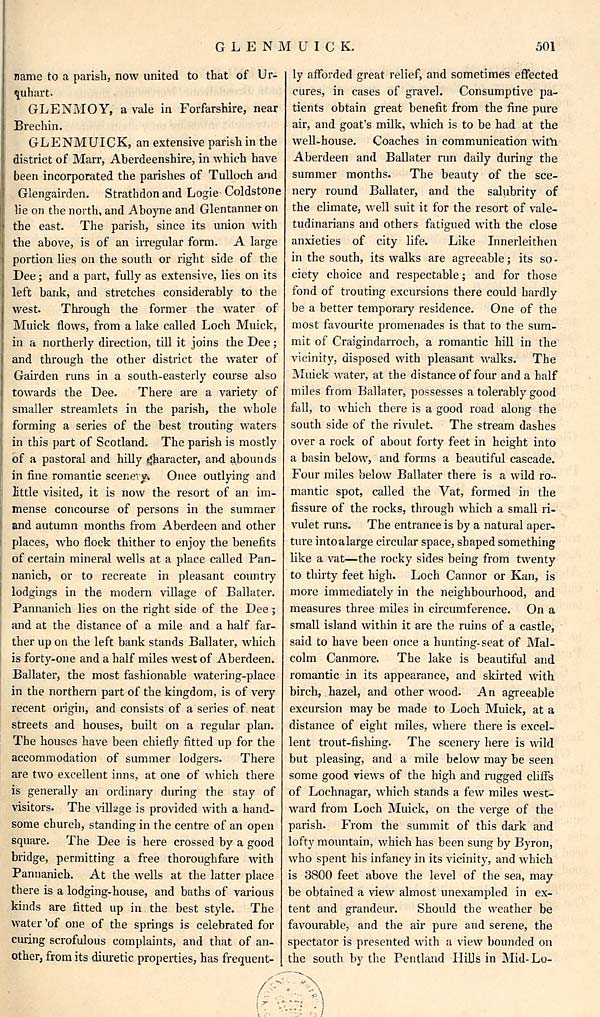 GLENMUICK. 501
name to a parish, now united to that of Ur-
quhart.
GLENMOY, a vale in Forfarshire, near
Brechin.
GLENMUICK, an extensive parish in the
district of Marr, Aberdeenshire, in which have
been incorporated the parishes of Tulloch and
Glengairden. Strathdon and Logie Coldstone
lie on the north, and Aboyne and Glentanner on
the east. The parish, since its union with
the above, is of an irregular form. A large
portion lies on the south or right side of the
Dee; and a part, fully as extensive, lies on its
left bank, and stretches considerably to the
west. Through the former the water of
Muick flows, from a lake called Loch Muick,
in a northerly direction, till it joins the Dee;
and through the other district the water of
Gairden runs in a south-easterly course also
towards the Dee. There are a variety of
smaller streamlets in the parish, the whole
forming a series of the best trouting waters
in this part of Scotland. The parish is mostly
of a pastoral and hilly character, and abounds
in fine romantic scenery. Once outlying and
little visited, it is now the resort of an im-
mense concourse of persons in the summer
and autumn months from Aberdeen and other
places, who flock thither to enjoy the benefits
of certain mineral wells at a place called Pan-
nanich, or to recreate in pleasant country
lodgings in the modern village of Ballater.
Pannanich lies on the right side of the Dee;
and at the distance of a mile and a half far-
ther up on the left bank stands Ballater, which
is forty-one and a half miles west of Aberdeen.
Ballater, the most fashionable watering-place
in the northern part of the kingdom, is of very
recent origin, and consists of a series of neat
streets and houses, built on a regular plan.
The houses have been chiefly fitted up for the
accommodation of summer lodgers. There
are two excellent inns, at one of which there
is generally an ordinary during the stay of
visitors. The village is provided with a hand-
some church, standing in the centre of an open
square. The Dee is here crossed by a good
bridge, permitting a free thoroughfare with
Pannanich. At the wells at the latter place
there is a lodging-house, and baths of various
kinds are fitted up in the best style. The
water of one of the springs is celebrated for
curing scrofulous complaints, and that of an-
other, from its diuretic properties, has frequent-
ly afforded great relief, and sometimes effected
cures, in cases of gravel. Consumptive pa-
tients obtain great benefit from the fine pure
air, and goat's milk, which is to be had at the
well-house. Coaches in communication with
Aberdeen and Ballater run daily during the
summer months. The beauty of the sce-
nery round Ballater, and the salubrity of
the climate, well suit it for the resort of vale-
tudinarians and others fatigued with the close
anxieties of city life. Like Innerleithen
in the south, its walks are agreeable; its so-
ciety choice and respectable; and for those
fond of trouting excursions there could hardly
be a better temporary residence. One of the
most favourite promenades is that to the sum-
mit of Craigindarroch, a romantic hill in the
vicinity, disposed with pleasant walks. The
Muick water, at the distance of four and a half
miles from Ballater, possesses a tolerably good
fall, to which there is a good road along the
south side of the rivulet. The stream dashes
over a rock of about forty feet in height into
a basin below, and forms a beautiful cascade.
Four miles below Ballater there is a wild ro-
mantic spot, called the Vat, formed in the
fissure of the rocks, through which a small ri-
vulet runs. The entrance is by a natural aper-
ture into a large circular space, shaped something
like a vat—the rocky sides being from twenty
to thirty feet high. Loch Cannor or Kan, is
more immediately in the neighbourhood, and
measures three miles in circumference. On a
small island within it are the ruins of a castle,
said to have been once a hunting-seat of Mal-
colm Canmore. The lake is beautiful and
romantic in its appearance, and skirted with
birch, hazel, and other wood. An agreeable
excursion may be made to Loch Muick, at a
distance of eight miles, where there is excel-
lent trout-fishing. The scenery here is wild
but pleasing, and a mile below may be seen
some good views of the high and rugged cliffs
of Lochnagar, which stands a few miles west-
ward from Loch Muick, on the verge of the
parish. From the summit of this dark and
lofty mountain, which has been sung by Byron,
who spent his infancy in its vicinity, and which
is 3800 feet above the level of the sea, may
be obtained a view almost unexampled in ex-
tent and grandeur. Should the weather be
favourable, and the air pure and serene, the
spectator is presented with a view bounded on
the south by the Pentland Hills in Mid-Lo-